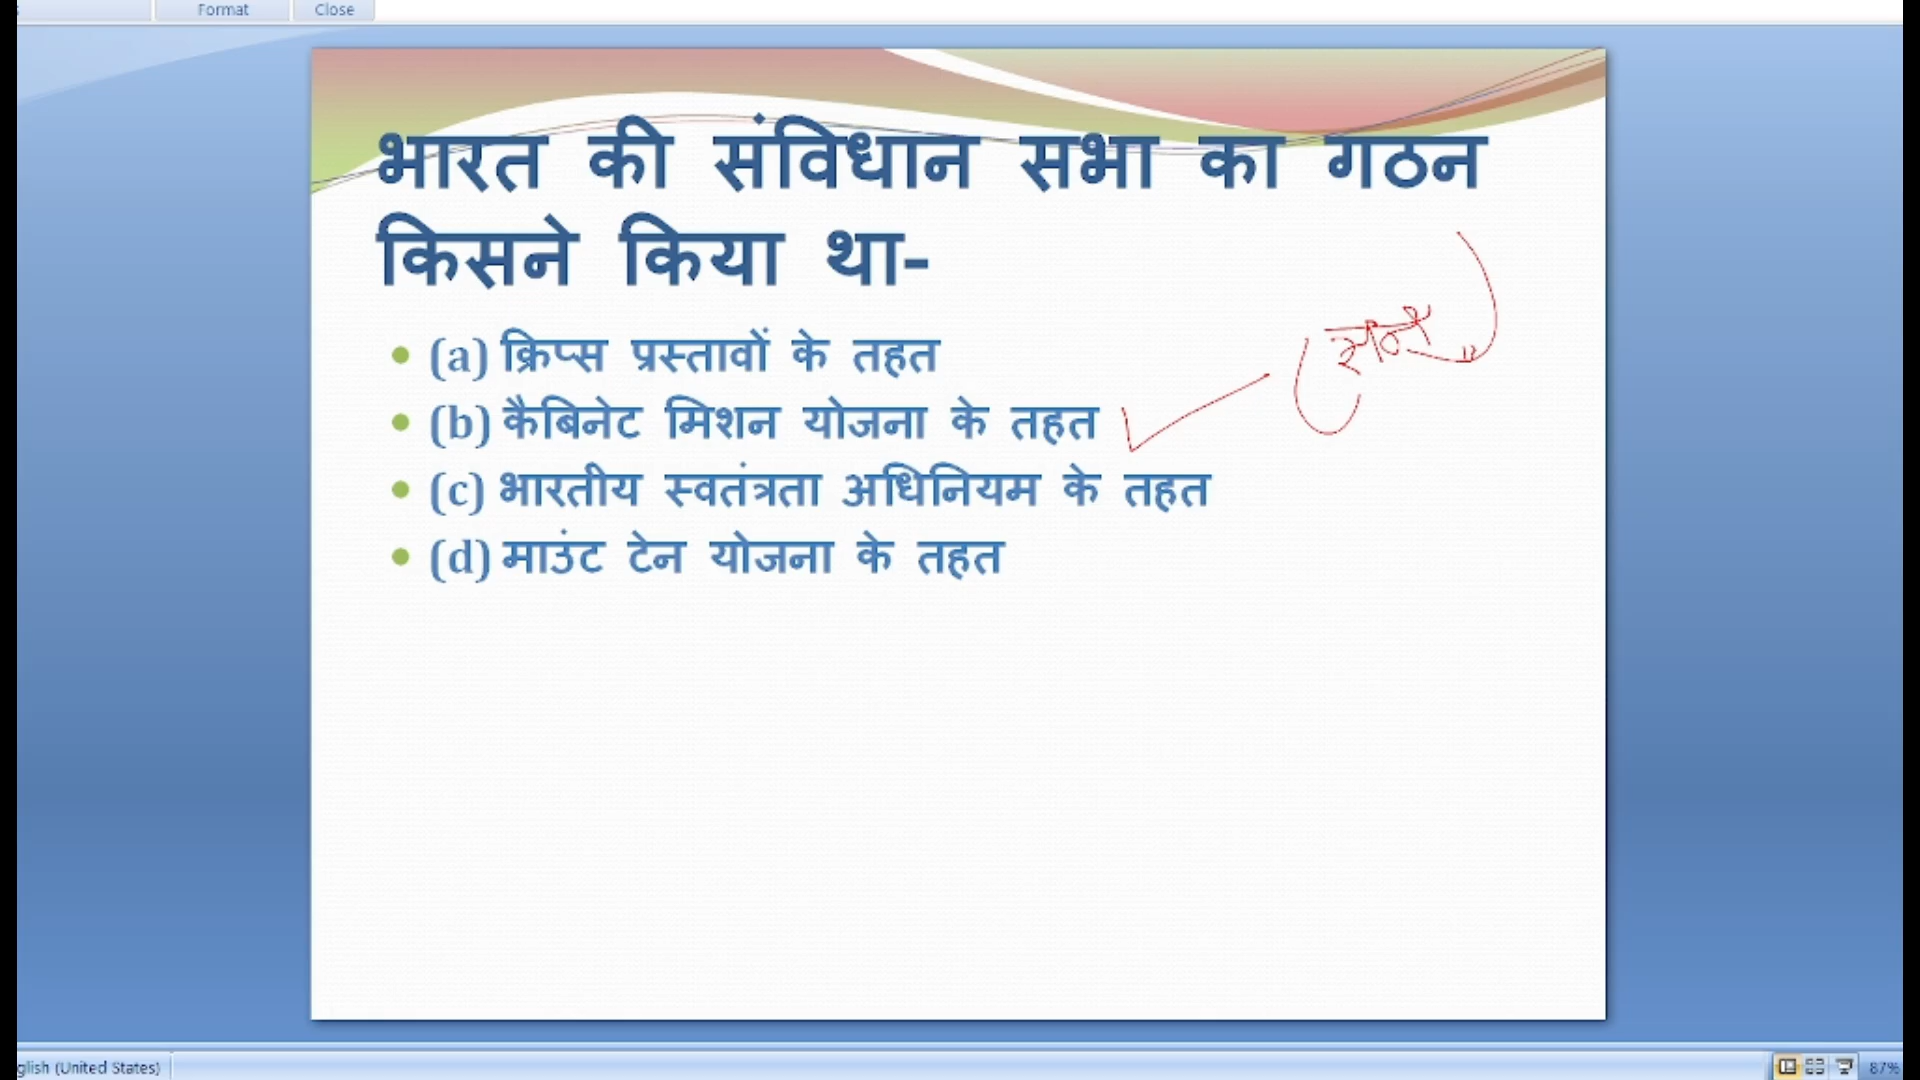 Format Close
भारत की संविधान सभा का गठन
किसने किया था-
(a) क्रिप्स प्रस्तावों के तहत
(b) कैबिनेट मिशन योजना के तहत
(c) भारतीय स्वतंत्रता अधिनियम के तहत
(d) माउंट टेन योजना के तहत
glish (United States) 87%